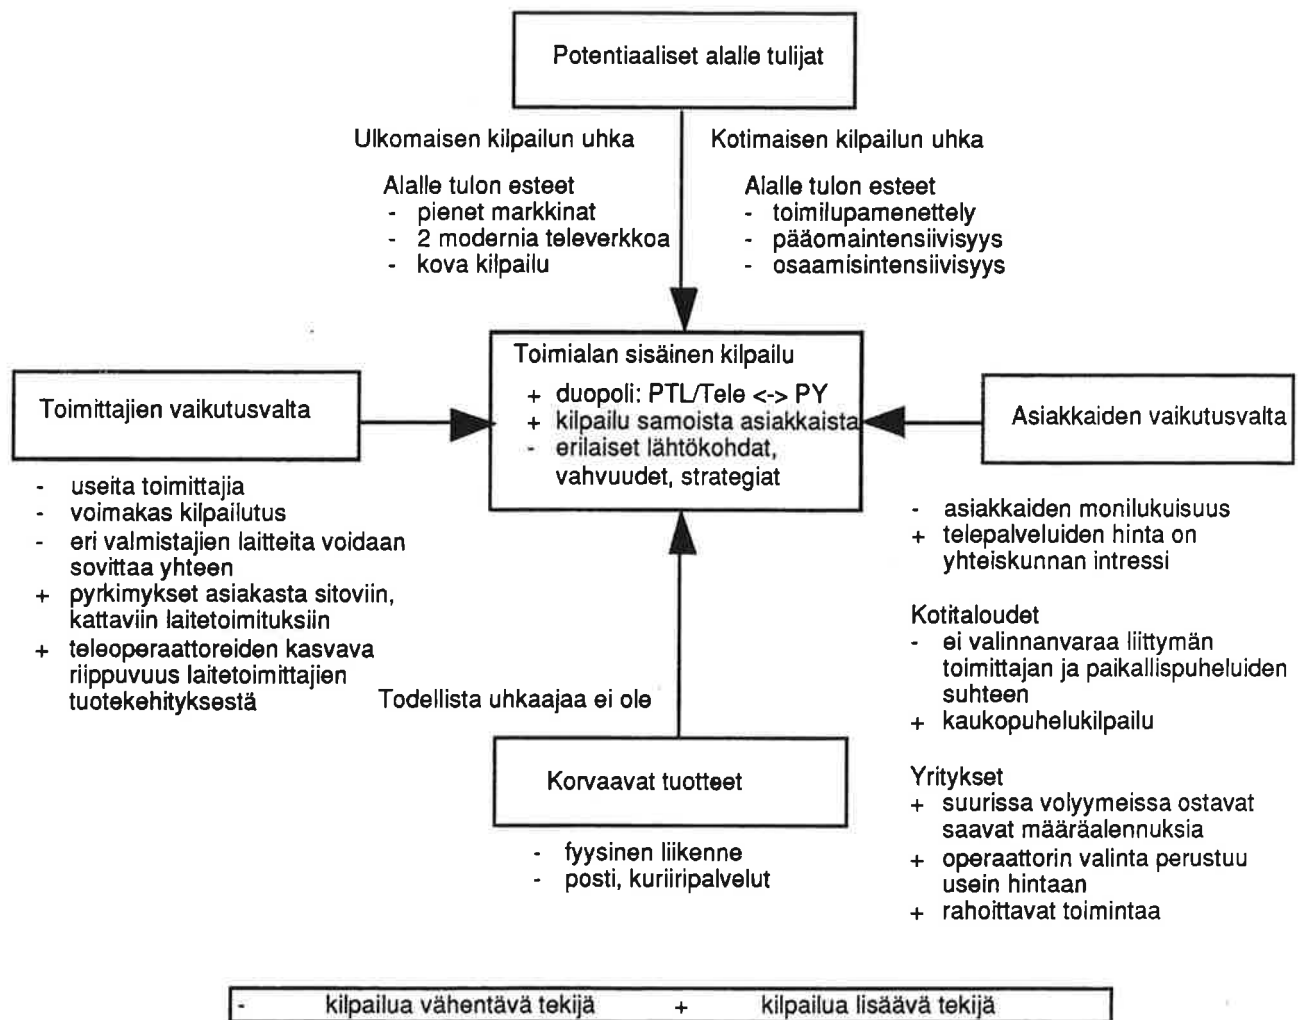 Potentiaaliset alalle tulijat
Ulkomaisen kilpailun uhka
Alalle tulon esteet
- pienet markkinat
- 2 modernia televerkkoa
- kova kilpailu
Kotimaisen kilpailun uhka
Alalle tulon esteet
- toimilupamenettely
- pääomaintensiivisyys
- osaamisintensiivisyys
Toimialan sisäinen kilpailu
+ duopoli: PTL/Tele <-> PY
+ kilpailu samoista asiakkaista
- erilaiset lähtökohdat,
vahvuudet, strategiat
Toimittajien vaikutusvalta
- useita toimittajia
- voimakas kilpailutus
- eri valmistajien laitteita voidaan
sovittaa yhteen
+ pyrkimykset asiakasta sitoviin,
kattaviin laitetoimituksiin
+ teleoperaattoreiden kasvava
riippuvuus laitetoimittajien
tuotekehityksestä
Asiakkaiden vaikutusvalta
- asiakkaiden monilukuisuus
+ telepalveluiden hinta on
yhteiskunnan intressi
Kotitaloudet
- ei valinnanvaraa liittymän
toimittajan ja paikallispuheluiden
suhteen
+ kaukopuhelukilpailu
Yritykset
+ suurissa volyymeissa ostavat
saavat määräalennuksia
+ operaattorin valinta perustuu
usein hintaan
+ rahoittavat toimintaa
Todellista uhkaajaa ei ole
Korvaavat tuotteet
- fyysinen liikenne
- posti, kuriiripalvelut
- kilpailua vähentävä tekijä + kilpailua lisäävä tekijä